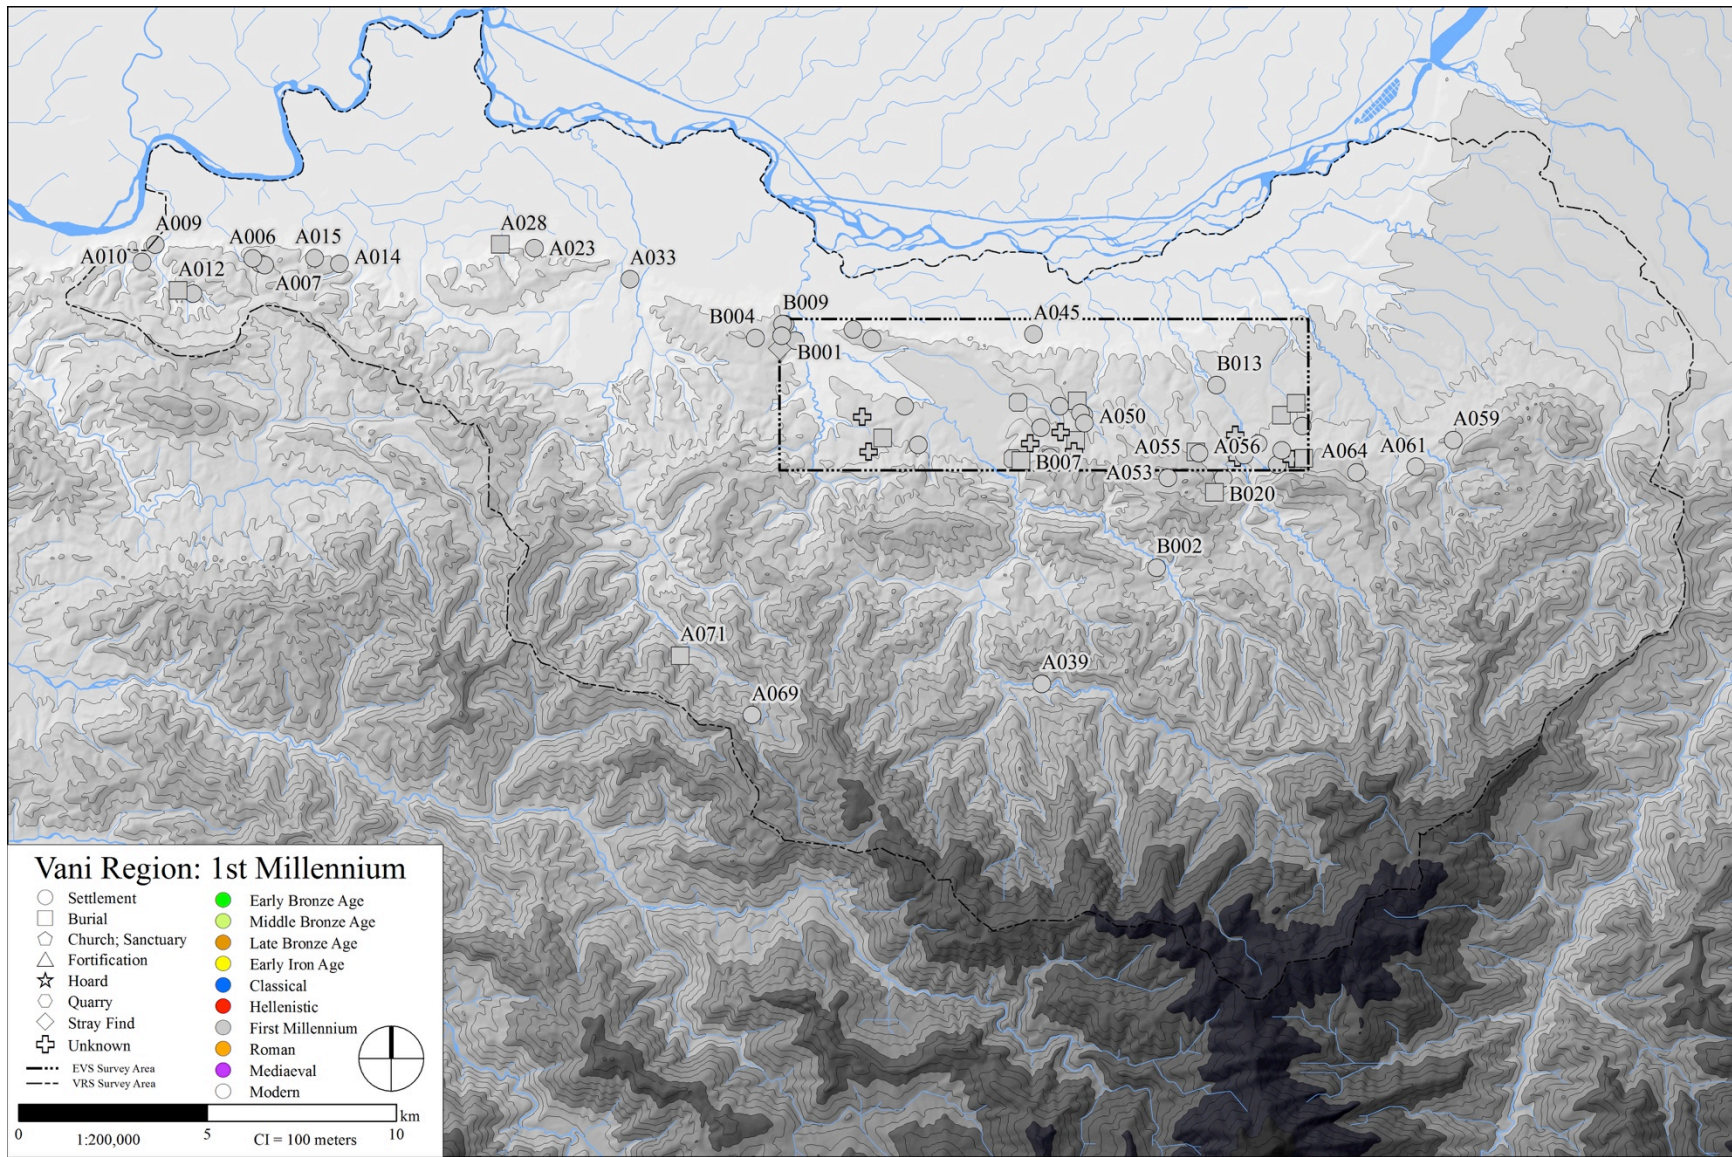 A009
A006
A015
A028
A010
A012
A014
A023
A007
A033
B009
B004
A045
B001
B013
A050
A059
A055
A056
A064
A061
B007
A053
B020
B002
A071
A039
A069
Vani Region: 1st Millennium
Settlement
Burial
Church; Sanctuary
Fortification
Hoard
Quarry
Stray Find
Unknown
EVS Survey Area
VRS Survey Area
Early Bronze Age
Middle Bronze Age
Late Bronze Age
Early Iron Age
Classical
Hellenistic
First Millennium
Roman
Mediaeval
Modern
km
0 5 10
1:200,000 CI = 100 meters